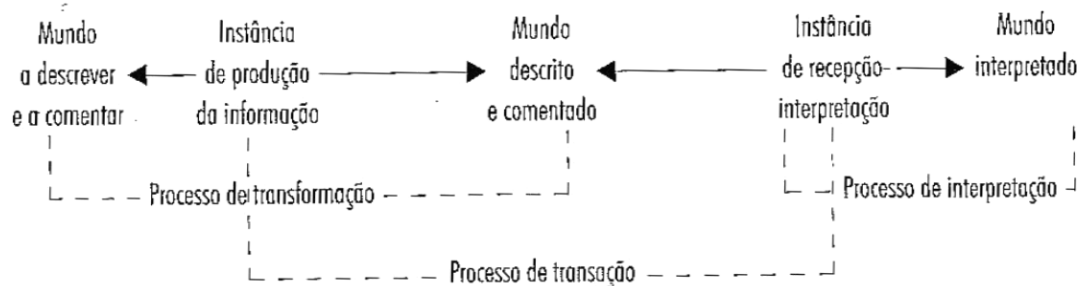 Mundo
a descrever
e a comentar
Instância
de produção
da informação
Mundo
descrito
e comentado
Instância
de recepção-
interpretação
Mundo
interpretado
Processo de transformação
Processo de interpretação
Processo de transação